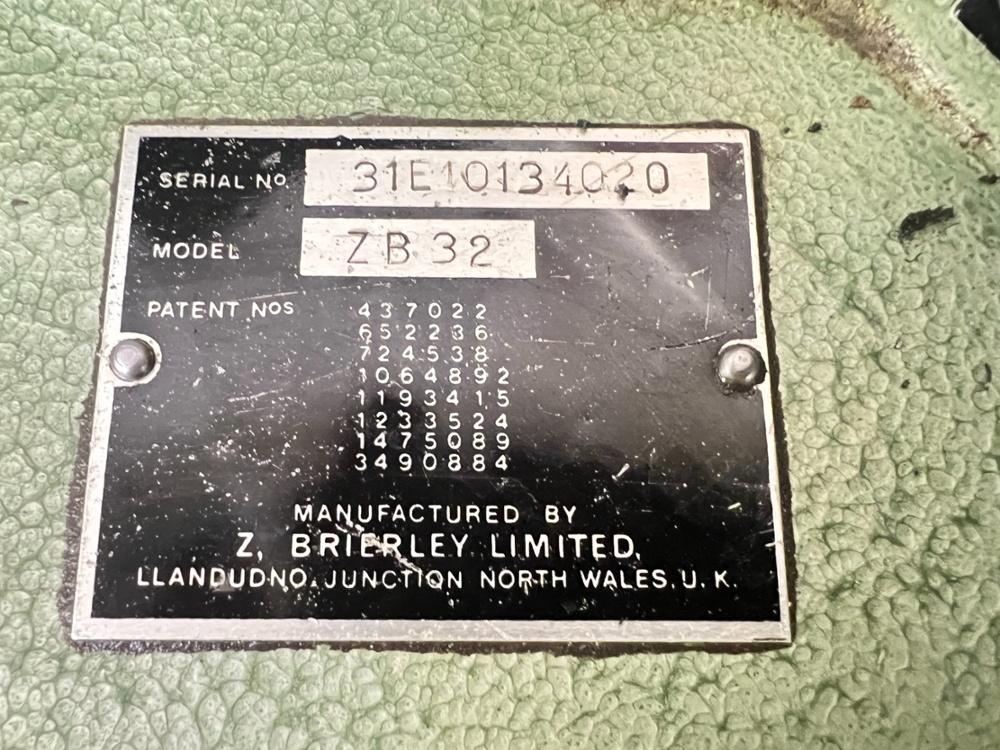 SERIAL No. 31E10134020
MODEL ZB 32
PATENT Nos 437022
652236
724538
1064892
1193415
1233524
1475089
3490884
MANUFACTURED BY
Z. BRIERLEY LIMITED.
LLANDUDNO. JUNCTION NORTH WALES. U. K.